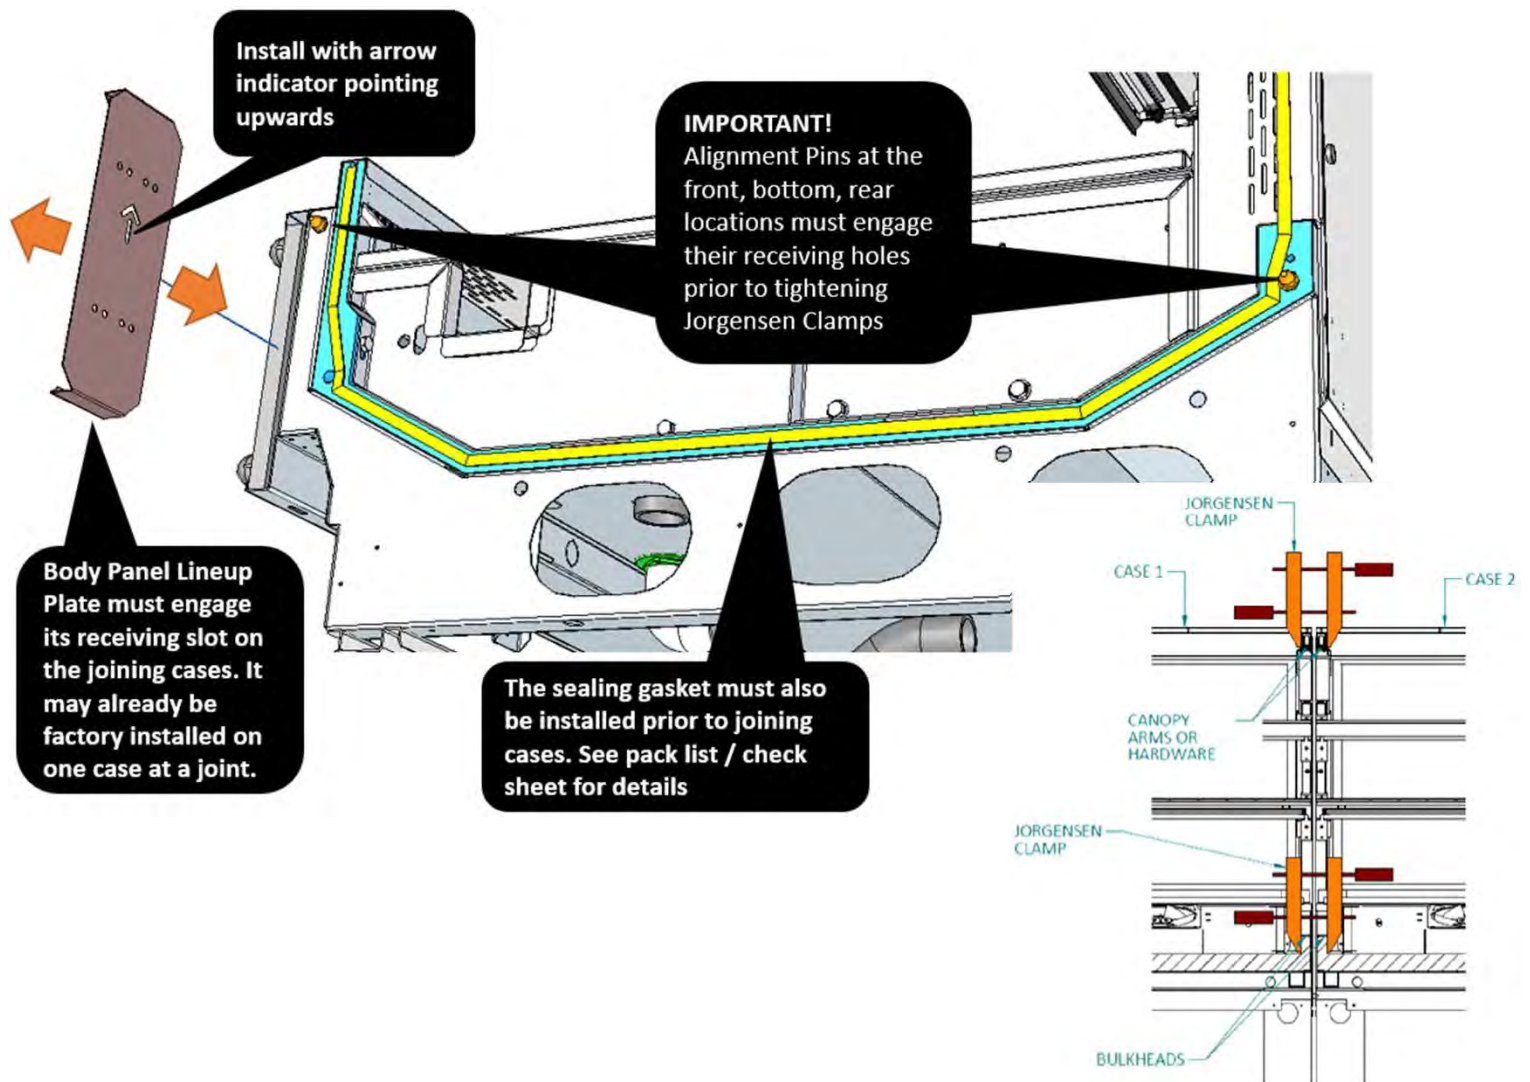 Install with arrow
indicator pointing
upwards
IMPORTANT!
Alignment Pins at the
front, bottom, rear
locations must engage
their receiving holes
prior to tightening
Jorgensen Clamps
Body Panel Lineup
Plate must engage
its receiving slot on
the joining cases. It
may already be
factory installed on
one case at a joint.
The sealing gasket must also
be installed prior to joining
cases. See pack list / check
sheet for details
JORGENSEN
CLAMP
CASE 1
CASE 2
CANOPY
ARMS OR
HARDWARE
JORGENSEN
CLAMP
BULKHEADS